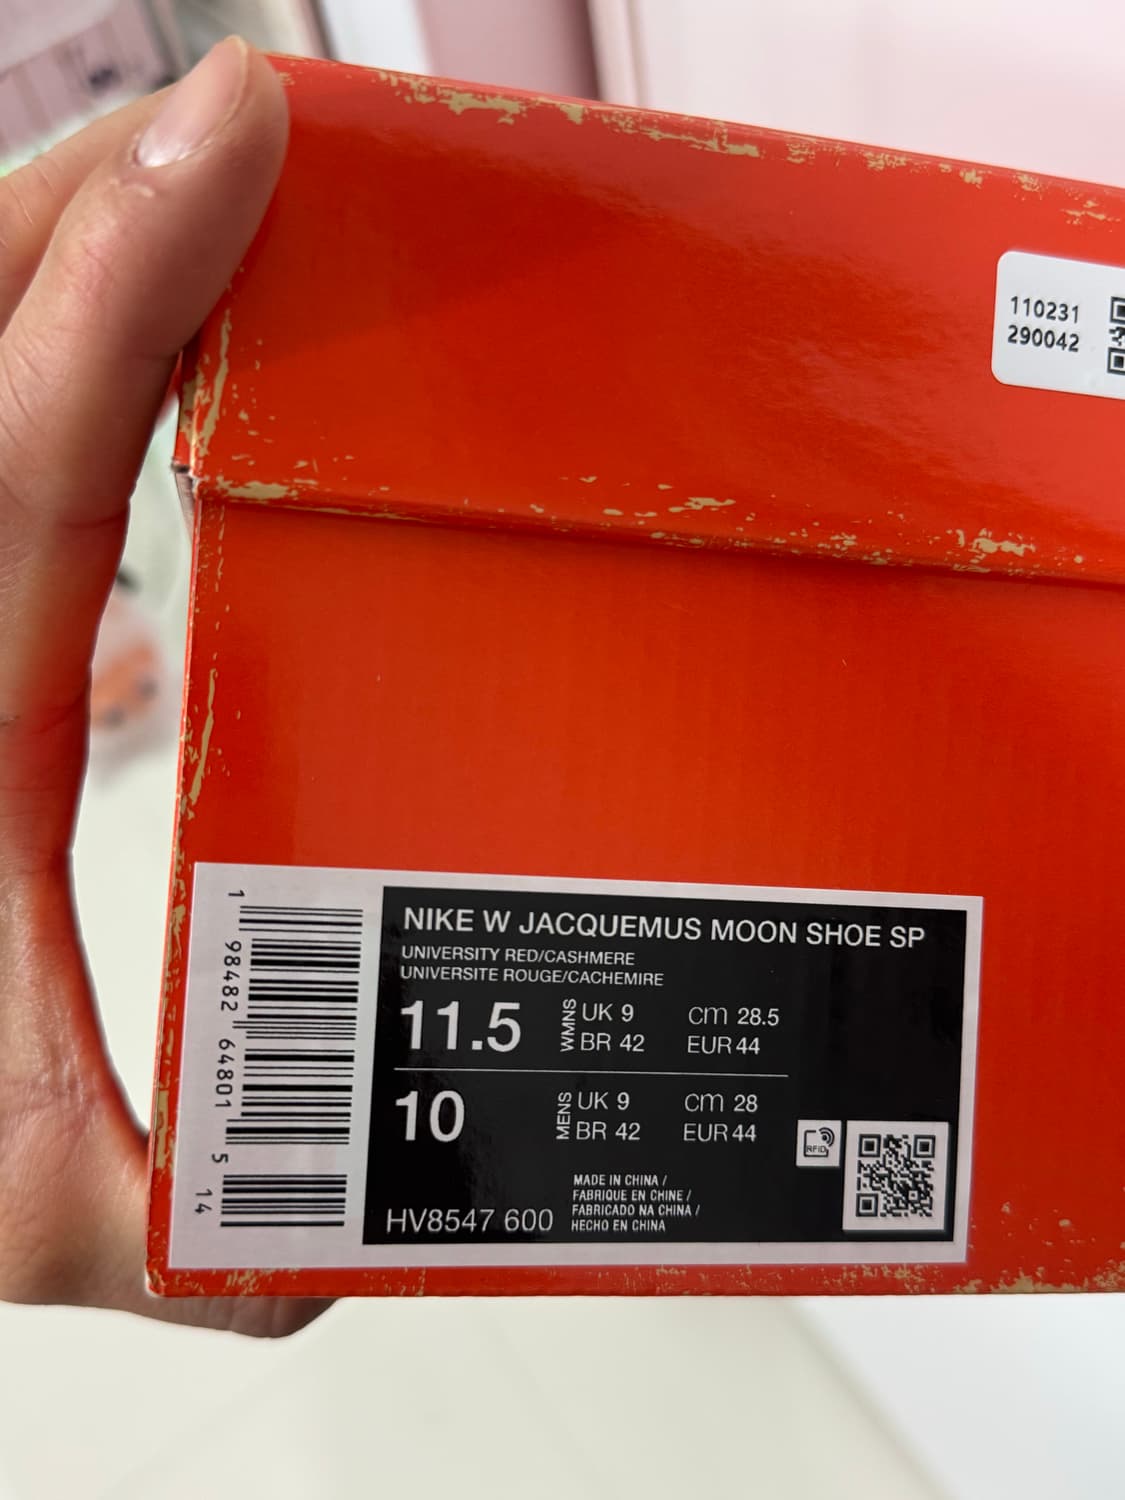 110231
290042
NIKE W JACQUEMUS MOON SHOE SP
UNIVERSITY RED/CASHMERE
UNIVERSITE ROUGE/CACHEMIRE
11.5 WMNS UK 9 cm 28.5
BR 42 EUR 44
10 MENS UK 9 cm 28
BR 42 EUR 44
MADE IN CHINA /
FABRIQUE EN CHINE /
FABRICADO NA CHINA /
HECHO EN CHINA
HV8547 600
RFID
1 98482 64801 5 14